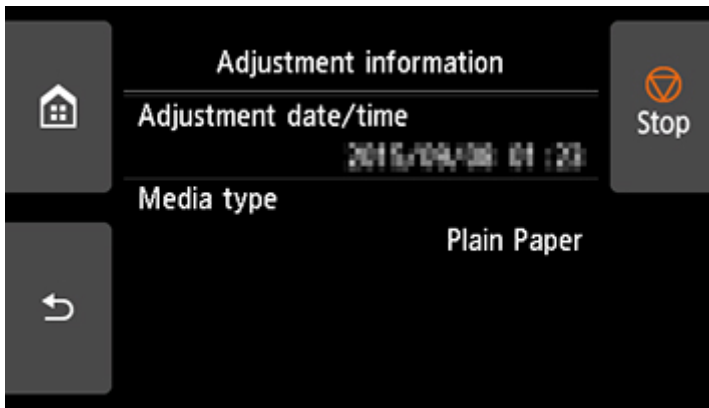 Adjustment information
Adjustment date/time
Stop
Media type
Plain Paper